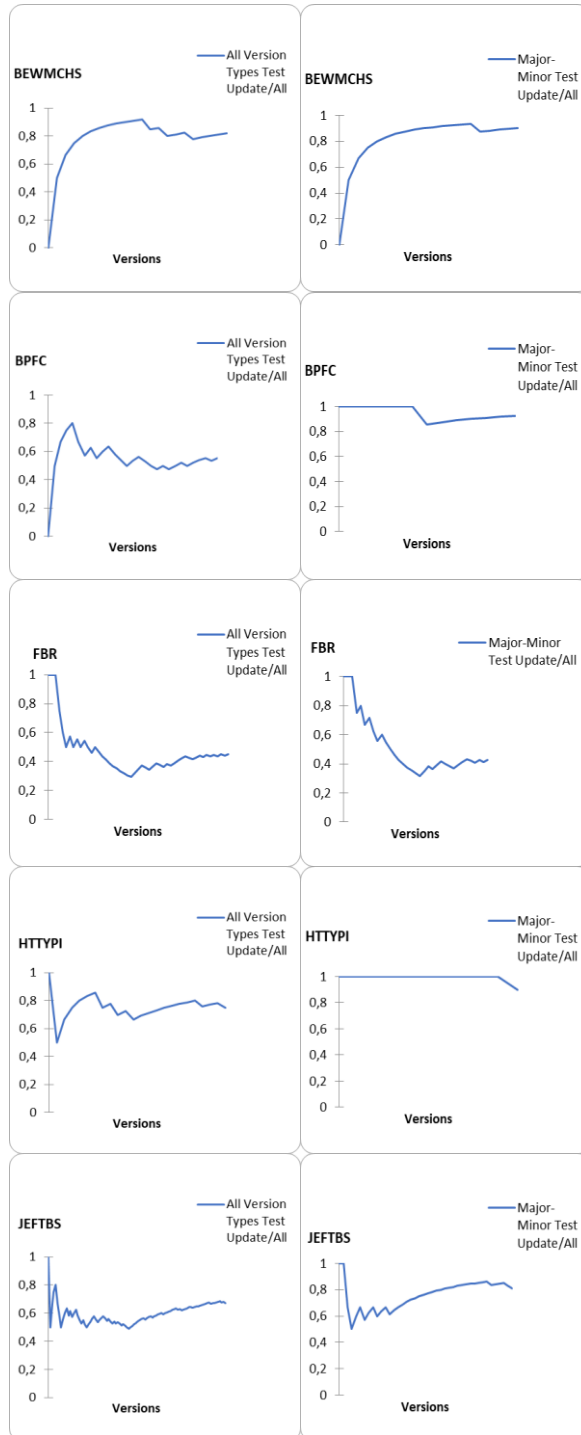 All Version
Types Test
Update/All
BEWMCHS
1
0,8
0,6
0,4
0,2
0
Versions
Major-
Minor Test
Update/All
BEWMCHS
1
0,8
0,6
0,4
0,2
0
Versions
All Version
Types Test
Update/All
BPFC
1
0,8
0,6
0,4
0,2
0
Versions
Major-
Minor Test
Update/All
BPFC
1
0,8
0,6
0,4
0,2
0
Versions
All Version
Types Test
Update/All
FBR
1
0,8
0,6
0,4
0,2
0
Versions
Major-Minor
Test Update/All
FBR
1
0,8
0,6
0,4
0,2
0
Versions
All Version
Types Test
Update/All
HTTYPI
1
0,8
0,6
0,4
0,2
0
Versions
Major-
Minor Test
Update/All
HTTYPI
1
0,8
0,6
0,4
0,2
0
Versions
All Version
Types Test
Update/All
JEFTBS
1
0,8
0,6
0,4
0,2
0
Versions
Major-
Minor Test
Update/All
JEFTBS
1
0,8
0,6
0,4
0,2
0
Versions